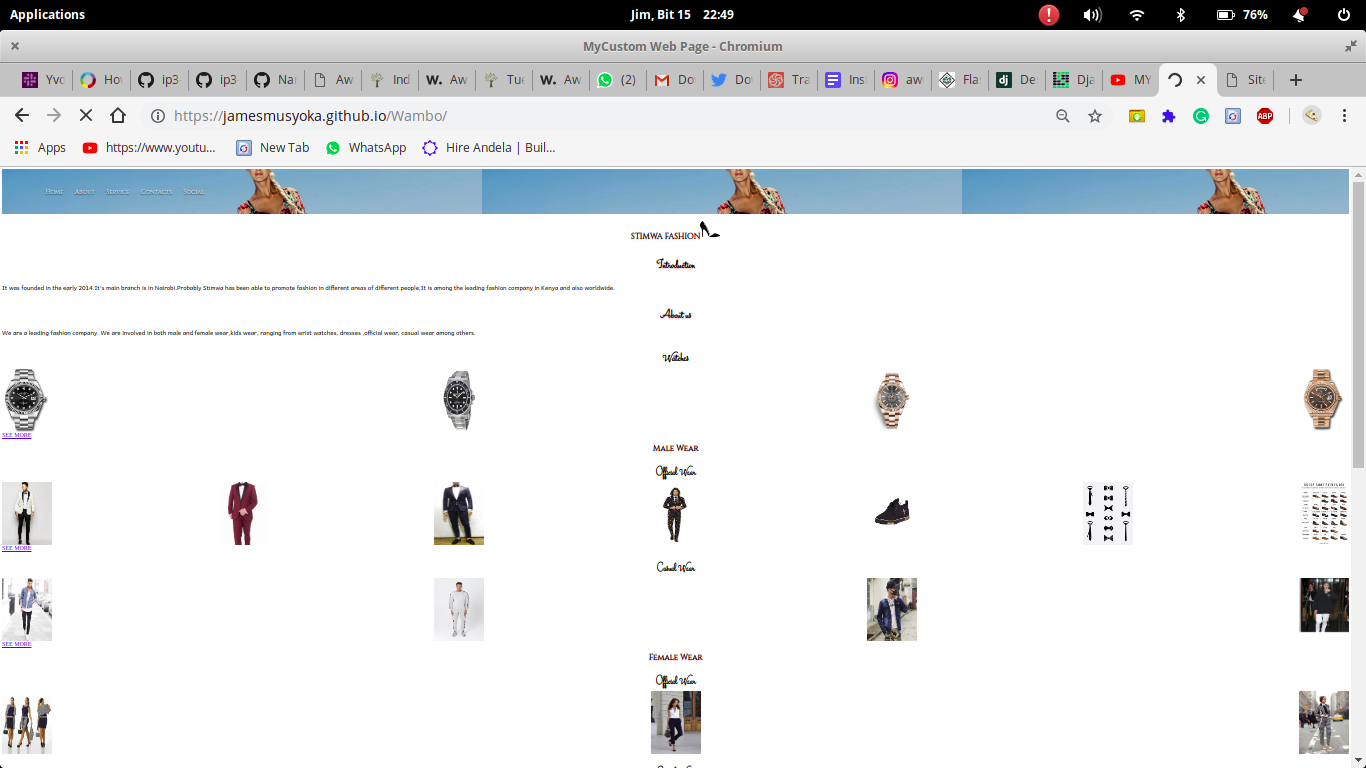 Applications
Jim, Bit 15 22:49
76%
MyCustom Web Page - Chromium
Yvo
Ho
ip3
ip3
Na
Aw
Ind
Aw
Tue
Aw
(2)
Do
Do
Tra
Ins
aw
Fla
De
Dja
MY
Site
https://jamesmusyoka.github.io/Wambo/
ABP
Apps
https://www.youtu...
New Tab
WhatsApp
Hire Andela | Buil...
Home About Service Contacts Social
STIMWA FASHION
Introduction
It was founded in the early 2014.It's main branch is in Nairobi.Probably Stimwa has been able to promote fashion in different areas of different people.It is among the leading fashion company in Kenya and also worldwide.
About us
We are a leading fashion company. We are involved in both male and female wear,kids wear, ranging from wrist watches, dresses ,official wear, casual wear among others.
Watches
SEE MORE
Male Wear
Official Wear
SEE MORE
Casual Wear
SEE MORE
Female Wear
Official Wear